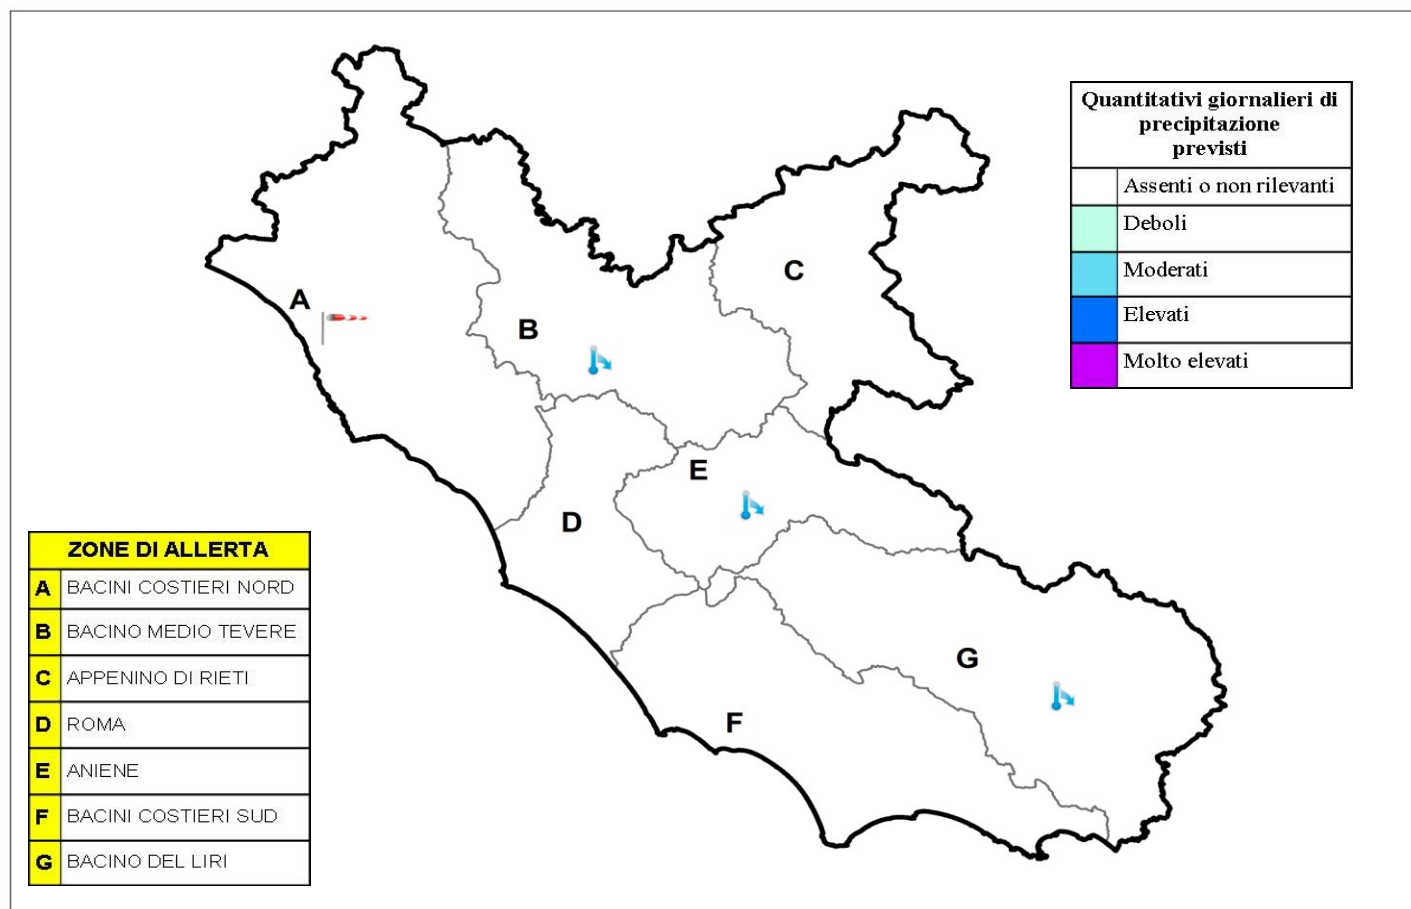 Quantitativi giornalieri di
precipitazione
previsti
Assenti o non rilevanti
Deboli
Moderati
Elevati
Molto elevati
C
A
B
E
D
G
F
ZONE DI ALLERTA
A BACINI COSTIERI NORD
B BACINO MEDIO TEVERE
C APPENINO DI RIETI
D ROMA
E ANIENE
F BACINI COSTIERI SUD
G BACINO DEL LIRI